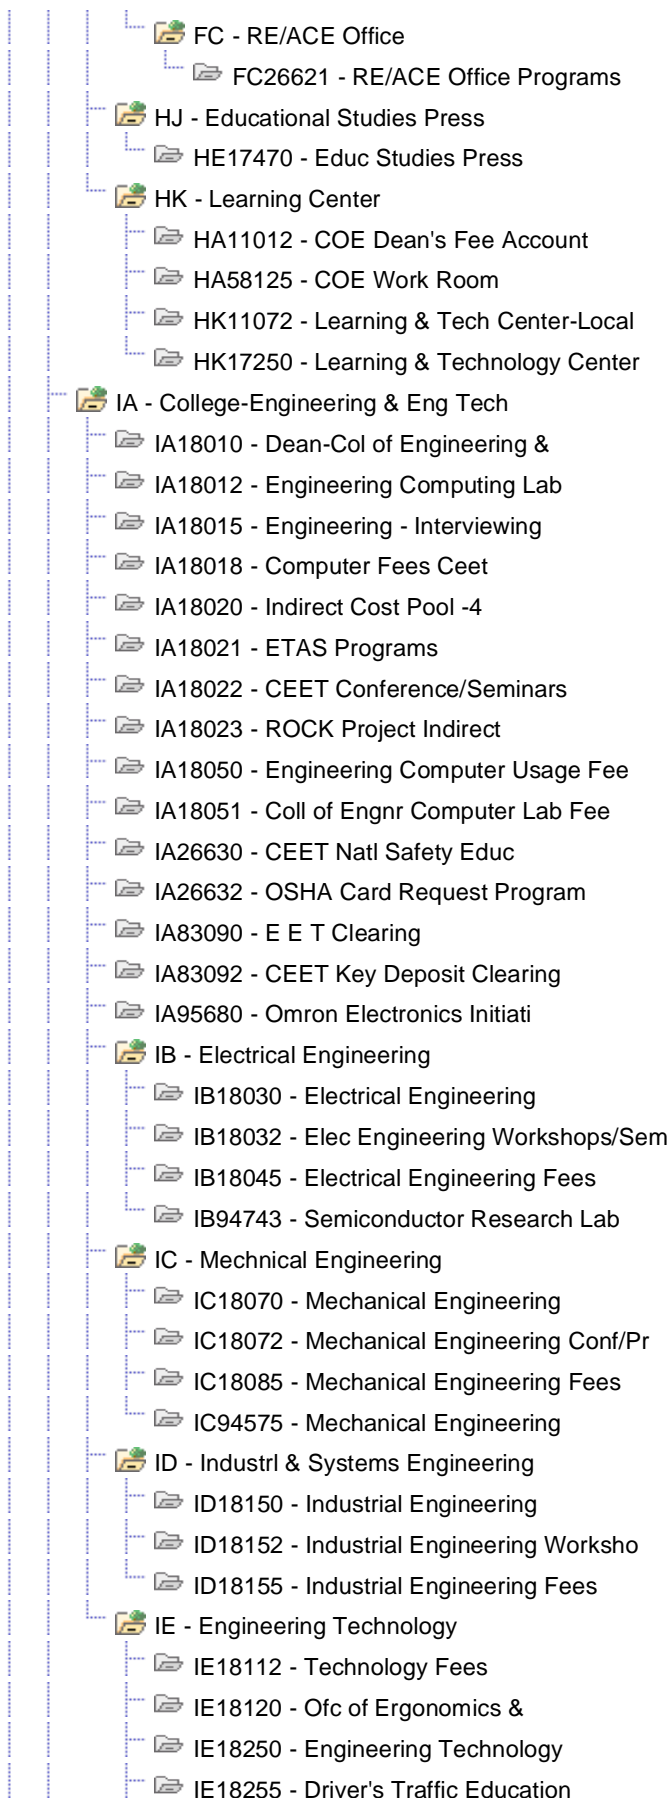 FC - RE/ACE Office
FC26621 - RE/ACE Office Programs
HJ - Educational Studies Press
HE17470 - Educ Studies Press
HK - Learning Center
HA11012 - COE Dean's Fee Account
HA58125 - COE Work Room
HK11072 - Learning & Tech Center-Local
HK17250 - Learning & Technology Center
IA - College-Engineering & Eng Tech
IA18010 - Dean-Col of Engineering &
IA18012 - Engineering Computing Lab
IA18015 - Engineering - Interviewing
IA18018 - Computer Fees Ceet
IA18020 - Indirect Cost Pool -4
IA18021 - ETAS Programs
IA18022 - CEET Conference/Seminars
IA18023 - ROCK Project Indirect
IA18050 - Engineering Computer Usage Fee
IA18051 - Coll of Engnr Computer Lab Fee
IA26630 - CEET Natl Safety Educ
IA26632 - OSHA Card Request Program
IA83090 - E E T Clearing
IA83092 - CEET Key Deposit Clearing
IA95680 - Omron Electronics Initiati
IB - Electrical Engineering
IB18030 - Electrical Engineering
IB18032 - Elec Engineering Workshops/Sem
IB18045 - Electrical Engineering Fees
IB94743 - Semiconductor Research Lab
IC - Mechnical Engineering
IC18070 - Mechanical Engineering
IC18072 - Mechanical Engineering Conf/Pr
IC18085 - Mechanical Engineering Fees
IC94575 - Mechanical Engineering
ID - Industrl & Systems Engineering
ID18150 - Industrial Engineering
ID18152 - Industrial Engineering Worksho
ID18155 - Industrial Engineering Fees
IE - Engineering Technology
IE18112 - Technology Fees
IE18120 - Ofc of Ergonomics &
IE18250 - Engineering Technology
IE18255 - Driver's Traffic Education